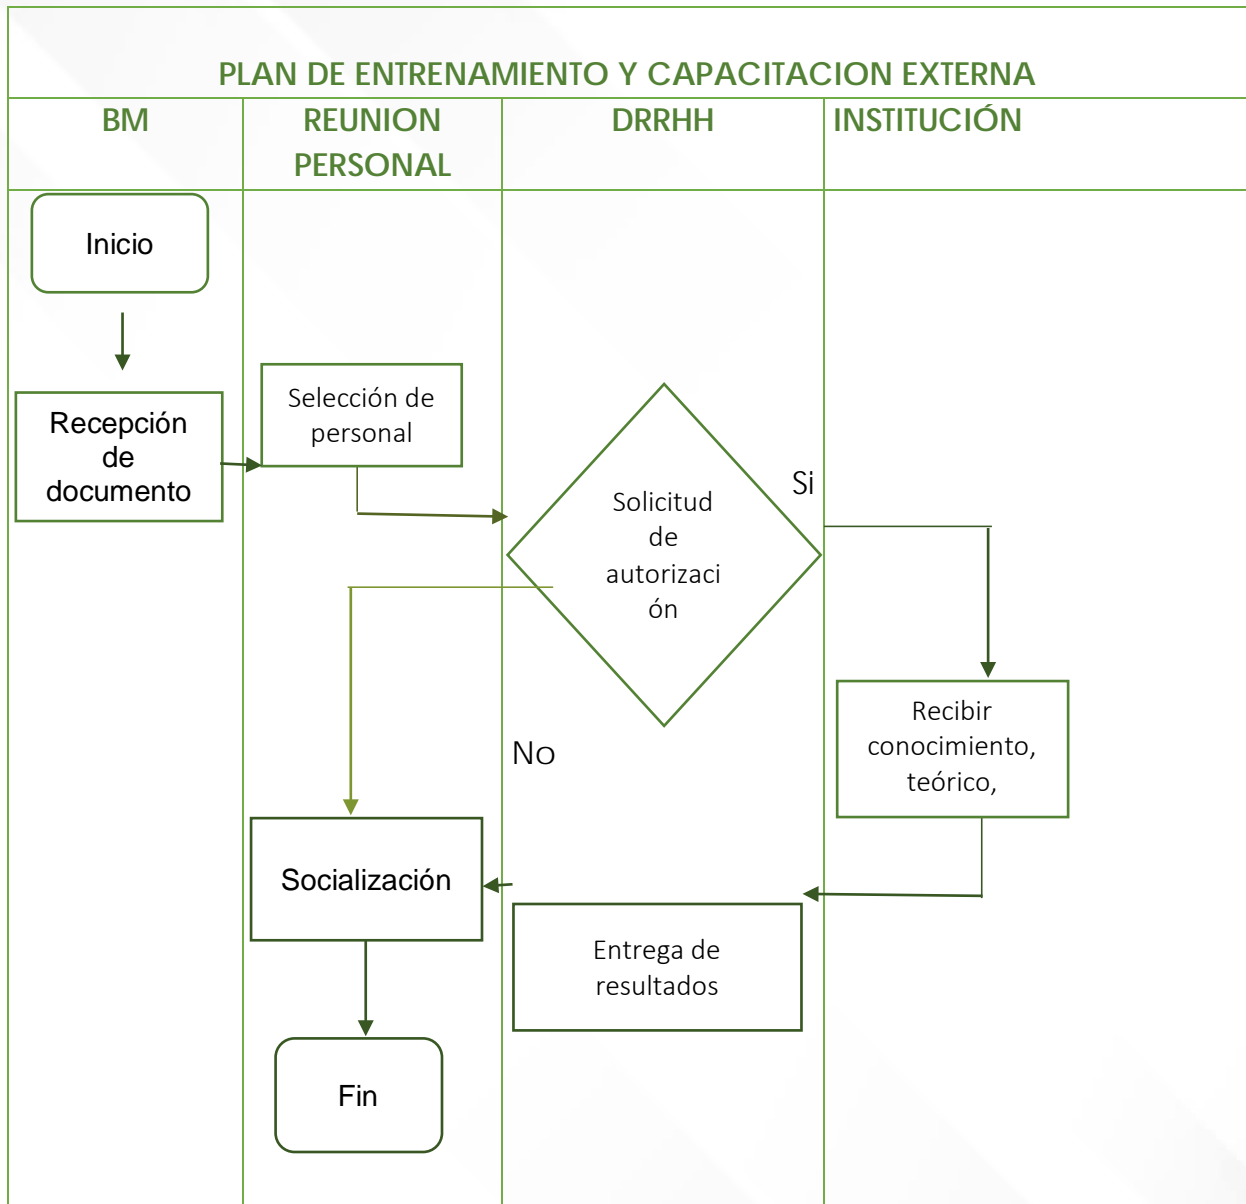 PLAN DE ENTRENAMIENTO Y CAPACITACION EXTERNA
BM
REUNION
PERSONAL
DRRHH
INSTITUCIÓN
Inicio
Recepción
de
documento
Selección de
personal
Solicitud
de
autorizaci
ón
Si
No
Recibir
conocimiento,
teórico,
Socialización
Entrega de
resultados
Fin